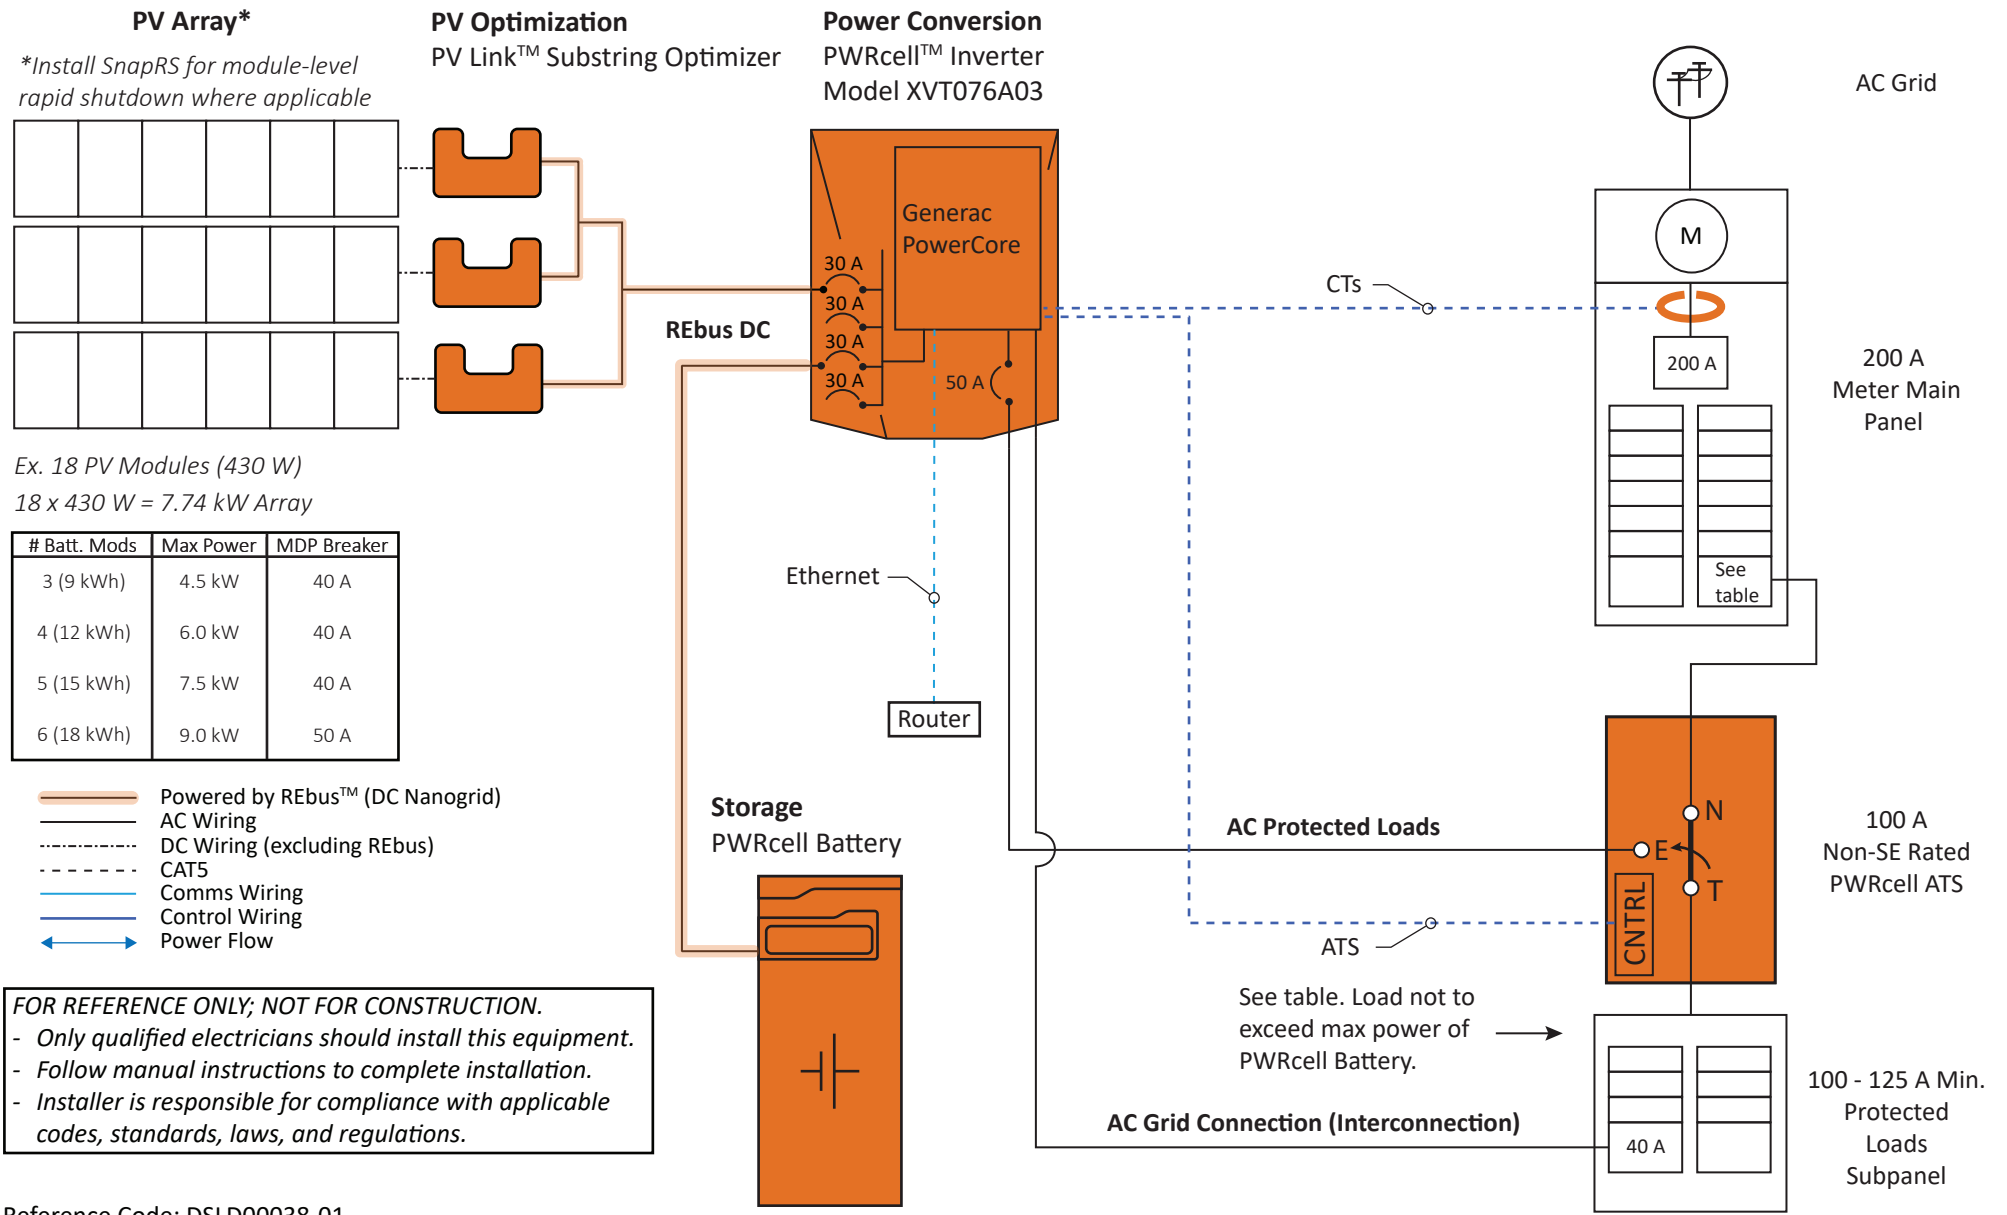 PV Array*
*Install SnapRS for module-level
rapid shutdown where applicable
PV Optimization
PV Link™ Substring Optimizer
Power Conversion
PWRcell™ Inverter
Model XVT076A03
AC Grid
Generac
PowerCore
30 A
30 A
30 A
30 A
50 A
REbus DC
M
CTs
200 A
200 A
Meter Main
Panel
See
table
Ex. 18 PV Modules (430 W)
18 x 430 W = 7.74 kW Array
# Batt. Mods Max Power MDP Breaker
3 (9 kWh) 4.5 kW 40 A
4 (12 kWh) 6.0 kW 40 A
5 (15 kWh) 7.5 kW 40 A
6 (18 kWh) 9.0 kW 50 A
Ethernet
Router
Powered by REbus™ (DC Nanogrid)
AC Wiring
DC Wiring (excluding REbus)
CAT5
Comms Wiring
Control Wiring
Power Flow
Storage
PWRcell Battery
AC Protected Loads
N
E
T
CNTRL
100 A
Non-SE Rated
PWRcell ATS
ATS
See table. Load not to
exceed max power of
PWRcell Battery.
AC Grid Connection (Interconnection)
40 A
100 - 125 A Min.
Protected
Loads
Subpanel
FOR REFERENCE ONLY; NOT FOR CONSTRUCTION.
- Only qualified electricians should install this equipment.
- Follow manual instructions to complete installation.
- Installer is responsible for compliance with applicable
codes, standards, laws, and regulations.
Reference Code: DSLD00038-01